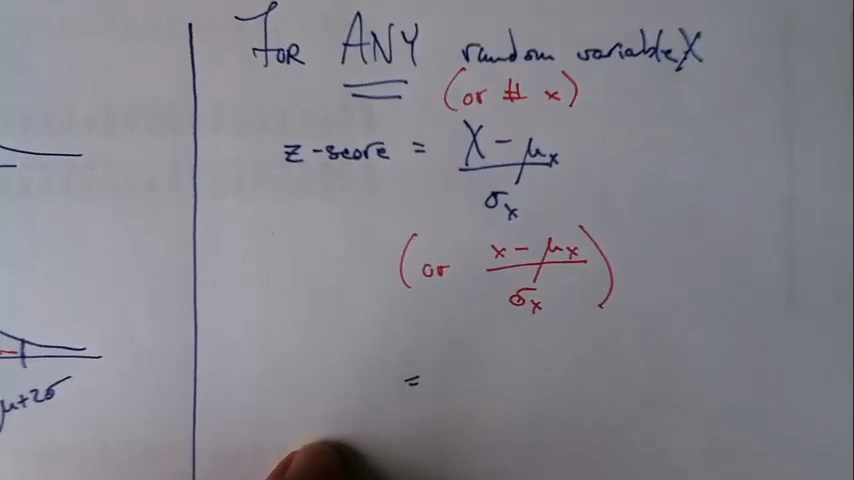 FOR ANY random variable X
(or # x)
z-score = X - μx / σx
(or x - μx / σx)
=
μ+2σ